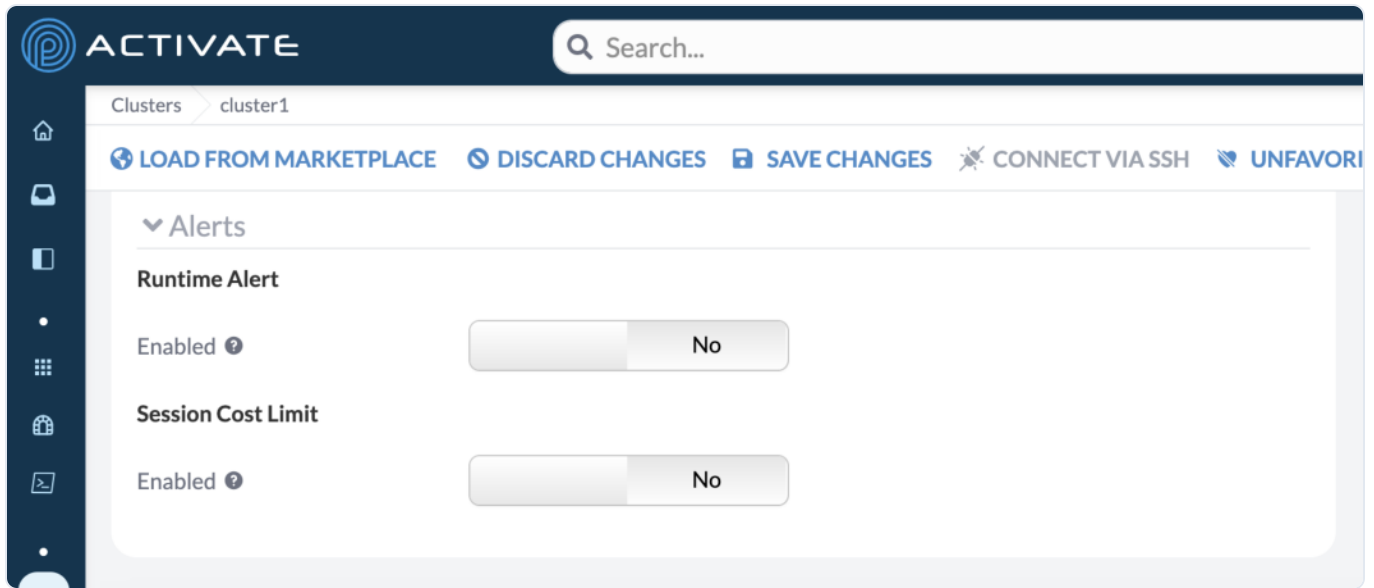 ACTIVATE
Search...
Clusters cluster1
LOAD FROM MARKETPLACE DISCARD CHANGES SAVE CHANGES CONNECT VIA SSH UNFAVORI
Alerts
Runtime Alert
Enabled No
Session Cost Limit
Enabled No